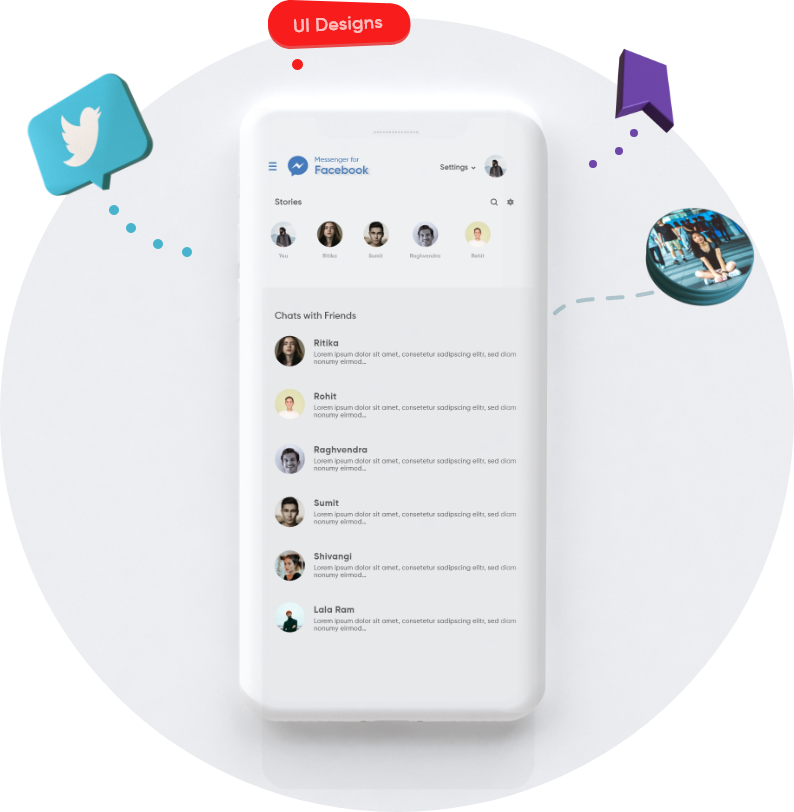 UI Designs
Messenger for
Facebook
Settings
Stories
You
Ritika
Sumit
Raghvendra
Rohit
Chats with Friends
Ritika
Lorem ipsum dolor sit amet, consetetur sadipscing elitr, sed diam
nonumy eirmod...
Rohit
Lorem ipsum dolor sit amet, consetetur sadipscing elitr, sed diam
nonumy eirmod...
Raghvendra
Lorem ipsum dolor sit amet, consetetur sadipscing elitr, sed diam
nonumy eirmod...
Sumit
Lorem ipsum dolor sit amet, consetetur sadipscing elitr, sed diam
nonumy eirmod...
Shivangi
Lorem ipsum dolor sit amet, consetetur sadipscing elitr, sed diam
nonumy eirmod...
Lala Ram
Lorem ipsum dolor sit amet, consetetur sadipscing elitr, sed diam
nonumy eirmod...